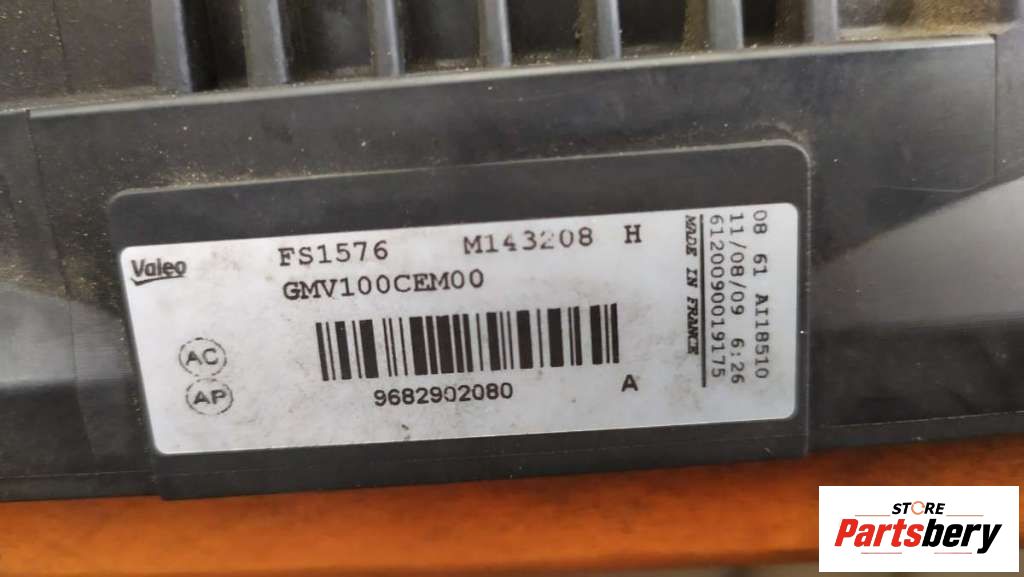 Valeo
FS1576 M143208 H
GMV100CEM00
AC
AP
9682902080 A
MADE IN FRANCE
6120090019175
11/08/09 6:26
08 61 AI18510
STORE
Partsbery